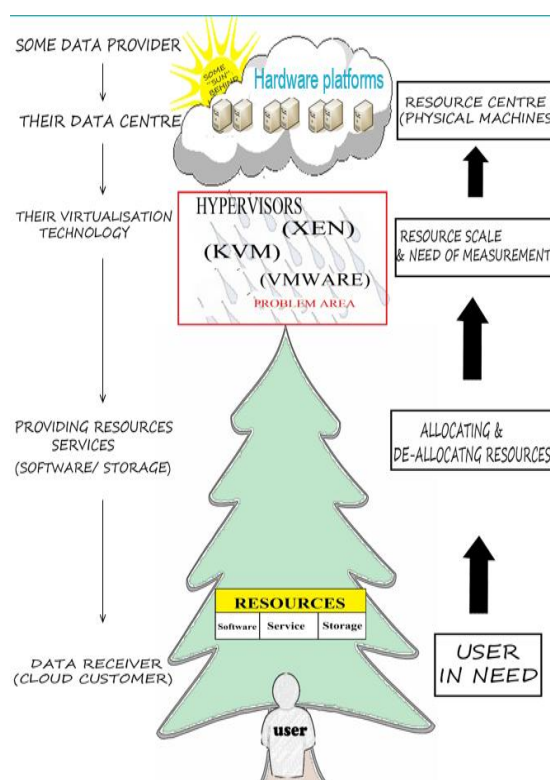 SOME DATA PROVIDER
THEIR DATA CENTRE
THEIR VIRTUALISATION
TECHNOLOGY
PROVIDING RESOURCES
SERVICES
(SOFTWARE/ STORAGE)
DATA RECEIVER
(CLOUD CUSTOMER)
SOME
"SUN"
BEHIND
Hardware platforms
HYPERVISORS
(XEN)
(KVM)
(VMWARE)
PROBLEM AREA
RESOURCES
Software Service Storage
user
RESOURCE CENTRE
(PHYSICAL MACHINES
RESOURCE SCALE
& NEED OF MEASUREMENT
ALLOCATING &
DE-ALLOCATNG RESOURCES
USER
IN NEED